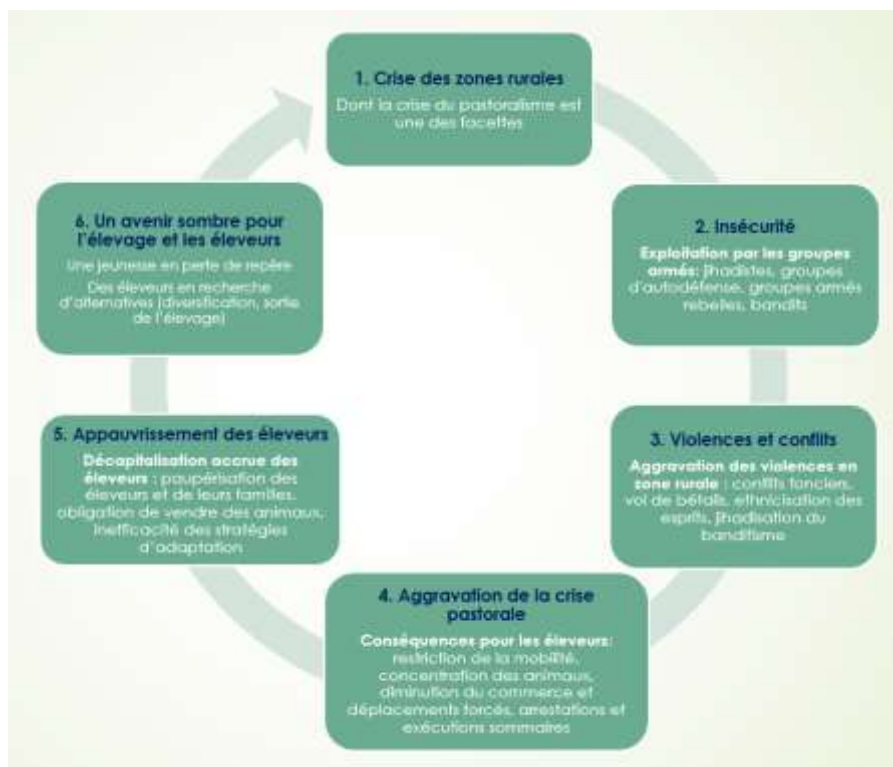 1. Crise des zones rurales
Dont la crise du pastoralisme est
une des facettes
2. Insécurité
Exploitation par les groupes
armés: jihadistes, groupes
d'autodéfense, groupes armés
rebelles, bandits
3. Violences et conflits
Aggravation des violences en
zone rurale : conflits fonciers,
vol de bétails, ethnicisation des
esprits, jihadisation du
banditisme
4. Aggravation de la crise
pastorale
Conséquences pour les éleveurs:
restriction de la mobilité,
concentration des animaux,
diminution du commerce et
déplacements forcés, arrestations et
exécutions sommaires
5. Appauvrissement des éleveurs
Décapitalisation accrue des
éleveurs : paupérisation des
éleveurs et de leurs familles,
obligation de vendre des animaux,
inefficacité des stratégies
d'adaptation
6. Un avenir sombre pour
l'élevage et les éleveurs
Une jeunesse en perte de repère
Des éleveurs en recherche
d'alternatives (diversification, sortie
de l'élevage)